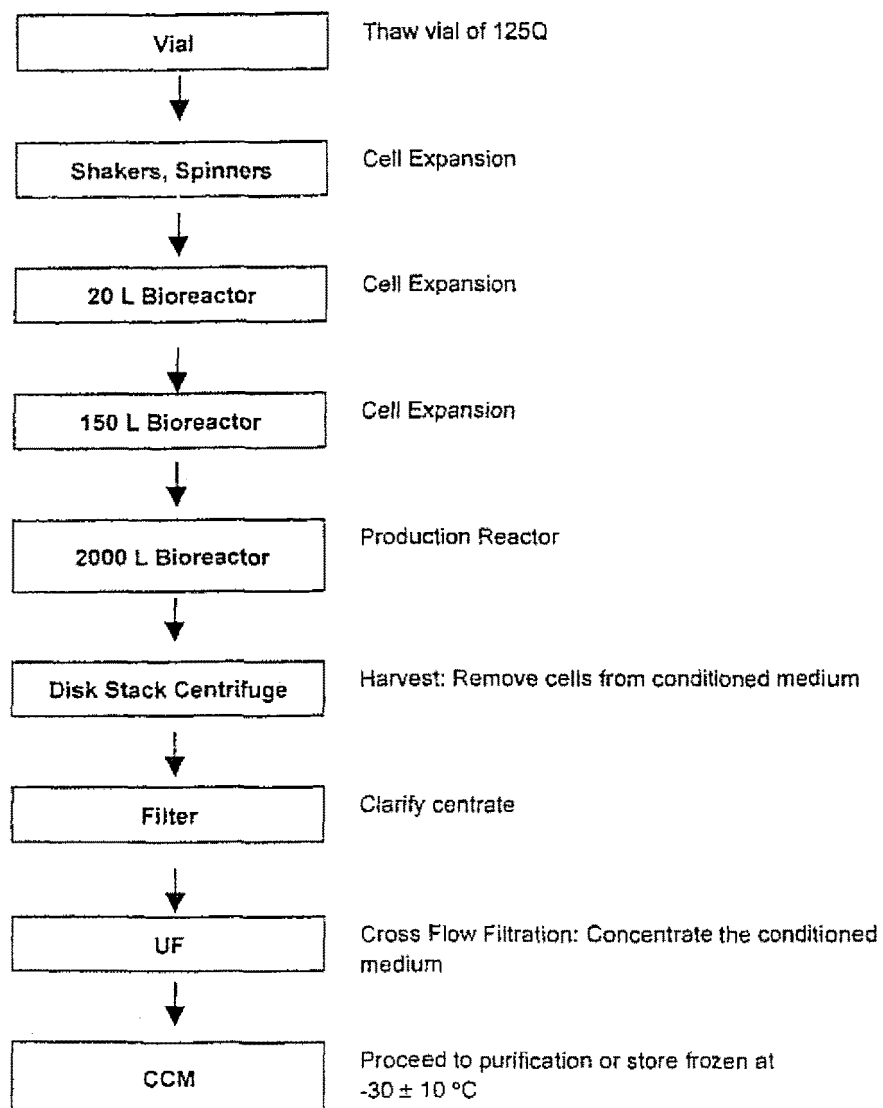 Vial
Thaw vial of 125Q
Shakers, Spinners
Cell Expansion
20 L Bioreactor
Cell Expansion
150 L Bioreactor
Cell Expansion
2000 L Bioreactor
Production Reactor
Disk Stack Centrifuge
Harvest: Remove cells from conditioned medium
Filter
Clarify centrate
UF
Cross Flow Filtration: Concentrate the conditioned
medium
CCM
Proceed to purification or store frozen at
-30 ± 10 ºC